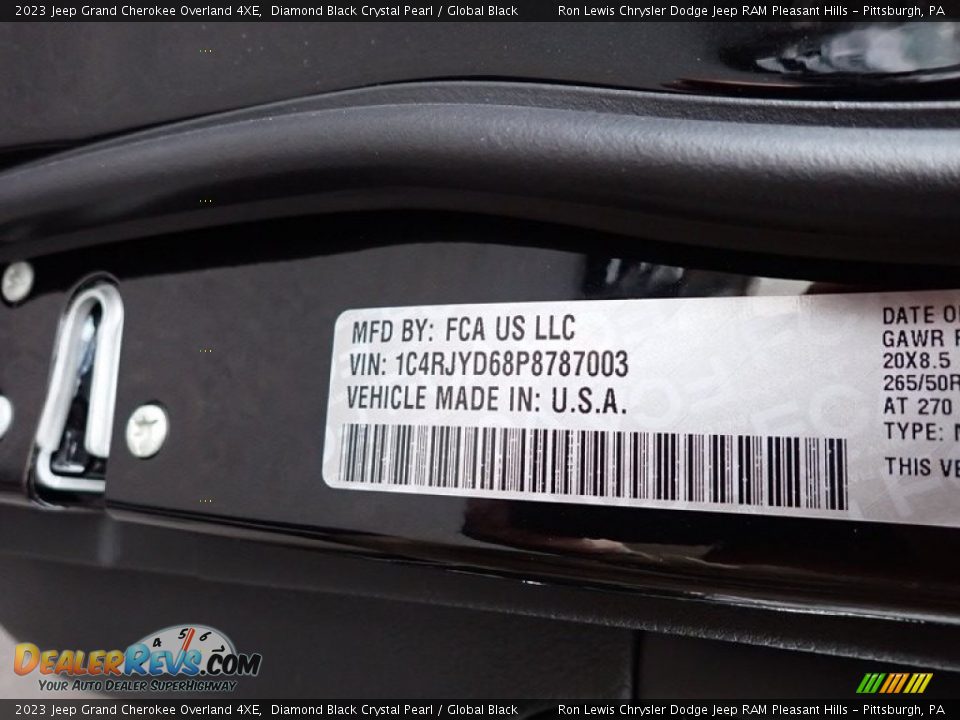 2023 Jeep Grand Cherokee Overland 4XE, Diamond Black Crystal Pearl / Global Black Ron Lewis Chrysler Dodge Jeep RAM Pleasant Hills – Pittsburgh, PA
MFD BY: FCA US LLC
VIN: 1C4RJYD68P8787003
VEHICLE MADE IN: U.S.A.
DATE
GAWR
20X8.5
265/50R
AT 270
TYPE:
THIS
4 5 6
DEALERREVS.COM
YOUR AUTO DEALER SUPERHIGHWAY
2023 Jeep Grand Cherokee Overland 4XE, Diamond Black Crystal Pearl / Global Black Ron Lewis Chrysler Dodge Jeep RAM Pleasant Hills – Pittsburgh, PA